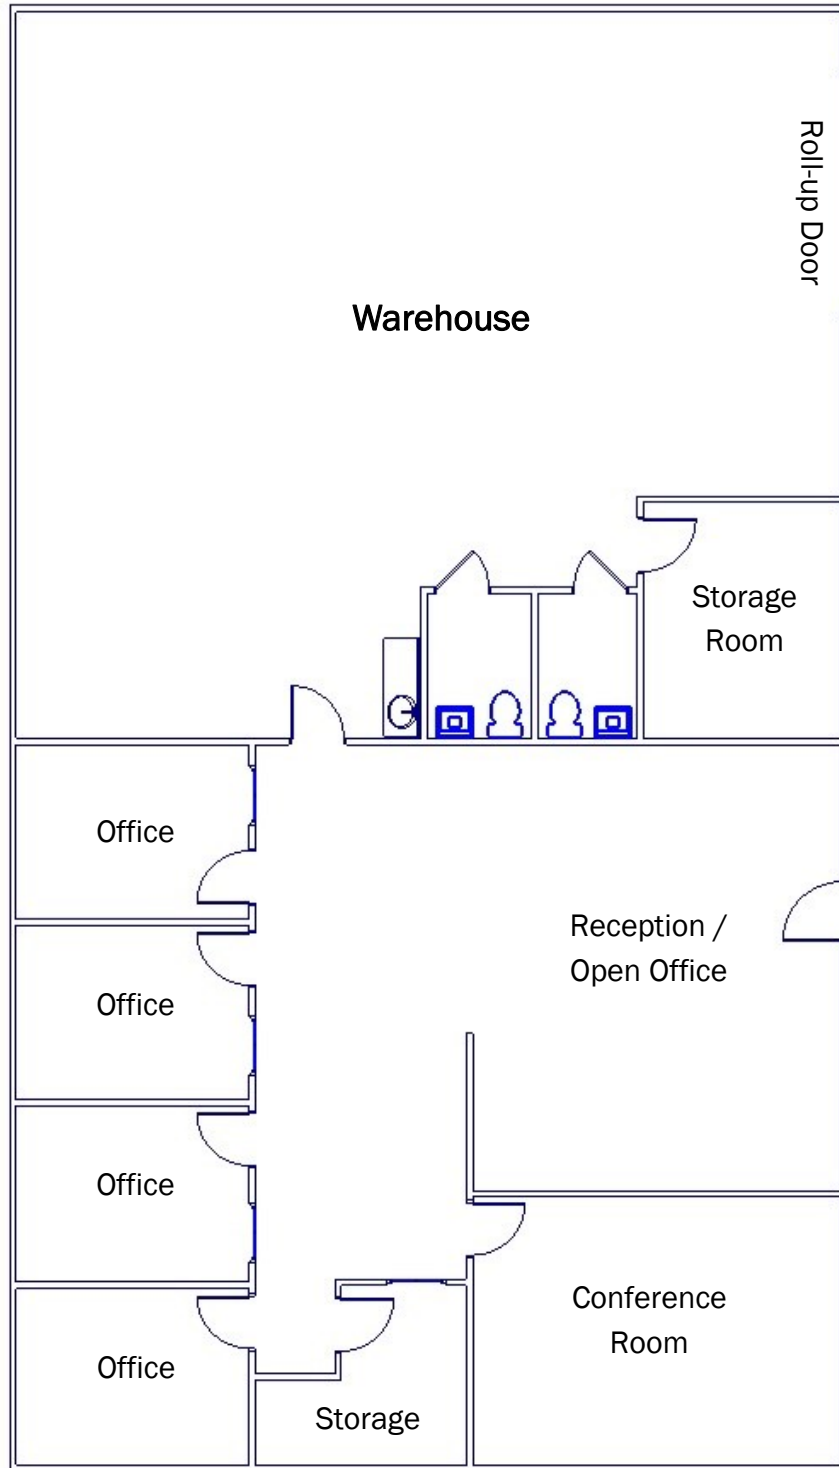 Roll-up Door
Warehouse
Storage
Room
Office
Reception /
Open Office
Office
Office
Conference
Room
Office
Storage